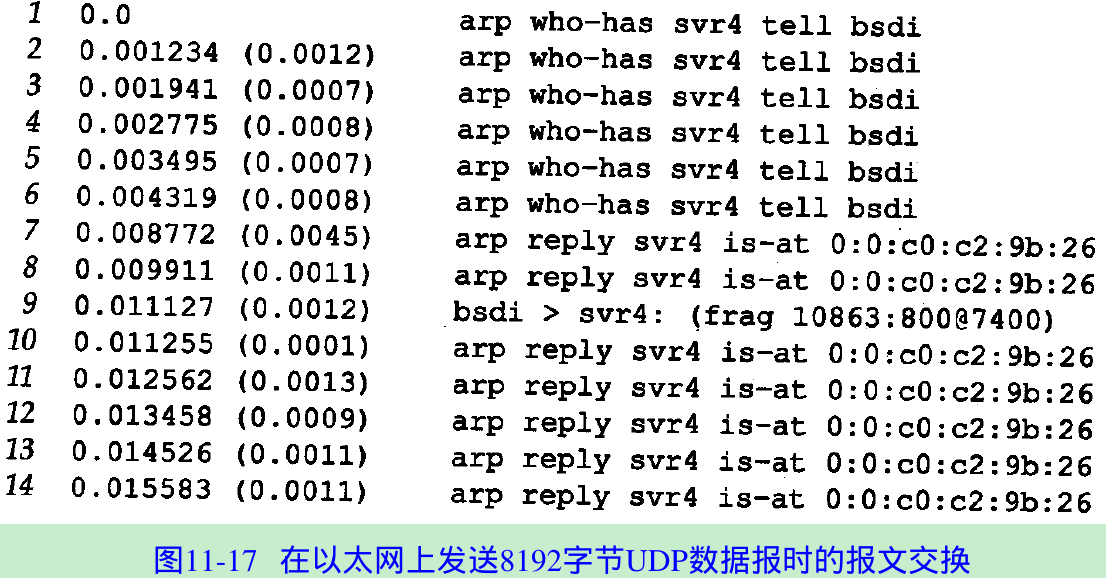 1 0.0 arp who-has svr4 tell bsdi
2 0.001234 (0.0012) arp who-has svr4 tell bsdi
3 0.001941 (0.0007) arp who-has svr4 tell bsdi
4 0.002775 (0.0008) arp who-has svr4 tell bsdi
5 0.003495 (0.0007) arp who-has svr4 tell bsdi
6 0.004319 (0.0008) arp who-has svr4 tell bsdi
7 0.008772 (0.0045) arp reply svr4 is-at 0:0:c0:c2:9b:26
8 0.009911 (0.0011) arp reply svr4 is-at 0:0:c0:c2:9b:26
9 0.011127 (0.0012) bsdi > svr4: (frag 10863:800@7400)
10 0.011255 (0.0001) arp reply svr4 is-at 0:0:c0:c2:9b:26
11 0.012562 (0.0013) arp reply svr4 is-at 0:0:c0:c2:9b:26
12 0.013458 (0.0009) arp reply svr4 is-at 0:0:c0:c2:9b:26
13 0.014526 (0.0011) arp reply svr4 is-at 0:0:c0:c2:9b:26
14 0.015583 (0.0011) arp reply svr4 is-at 0:0:c0:c2:9b:26
图11-17 在以太网上发送8192字节UDP数据报时的报文交换